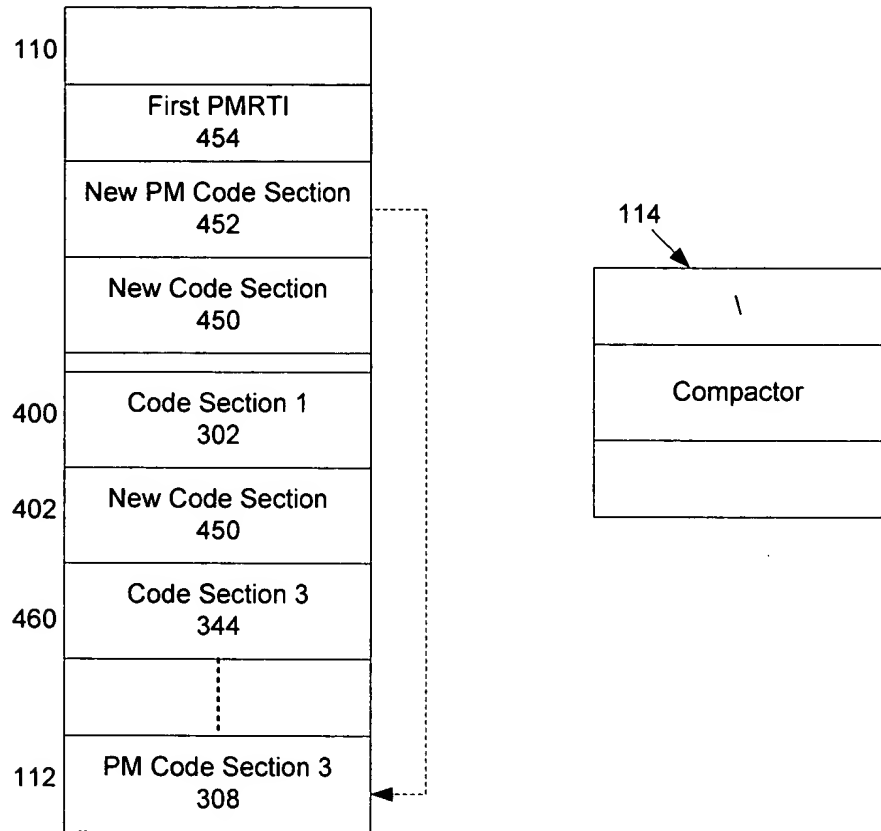 110
First PMRTI
454
New PM Code Section
452
New Code Section
450
400
Code Section 1
302
402
New Code Section
450
460
Code Section 3
344
112
PM Code Section 3
308
114
\
Compactor